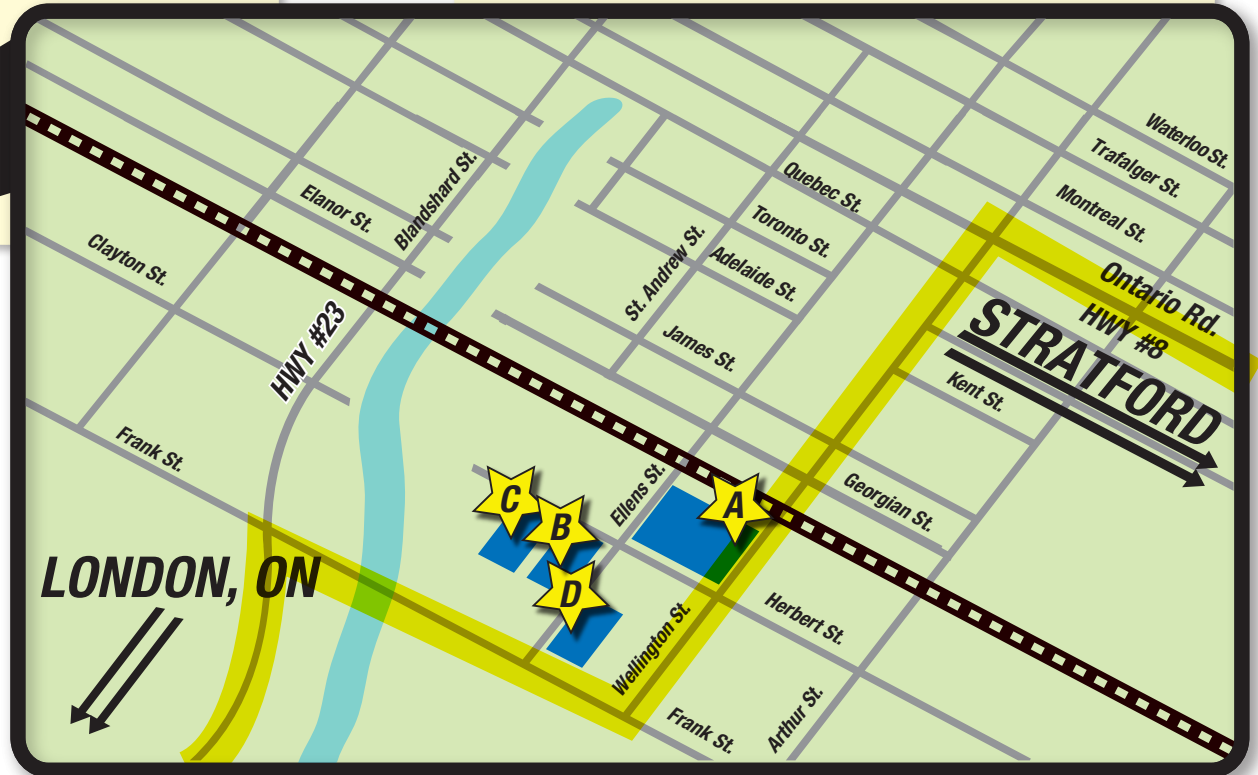 Waterloo St.
Trafalger St.
Montreal St.
Quebec St.
Toronto St.
Adelaide St.
Elanor St.
Blandshard St.
Clayton St.
St. Andrew St.
Ontario Rd.
HWY #8
STRATFORD
HWY #23
James St.
Kent St.
Frank St.
Ellens St.
Georgian St.
C
B
A
D
LONDON, ON
Herbert St.
Wellington St.
Frank St.
Arthur St.